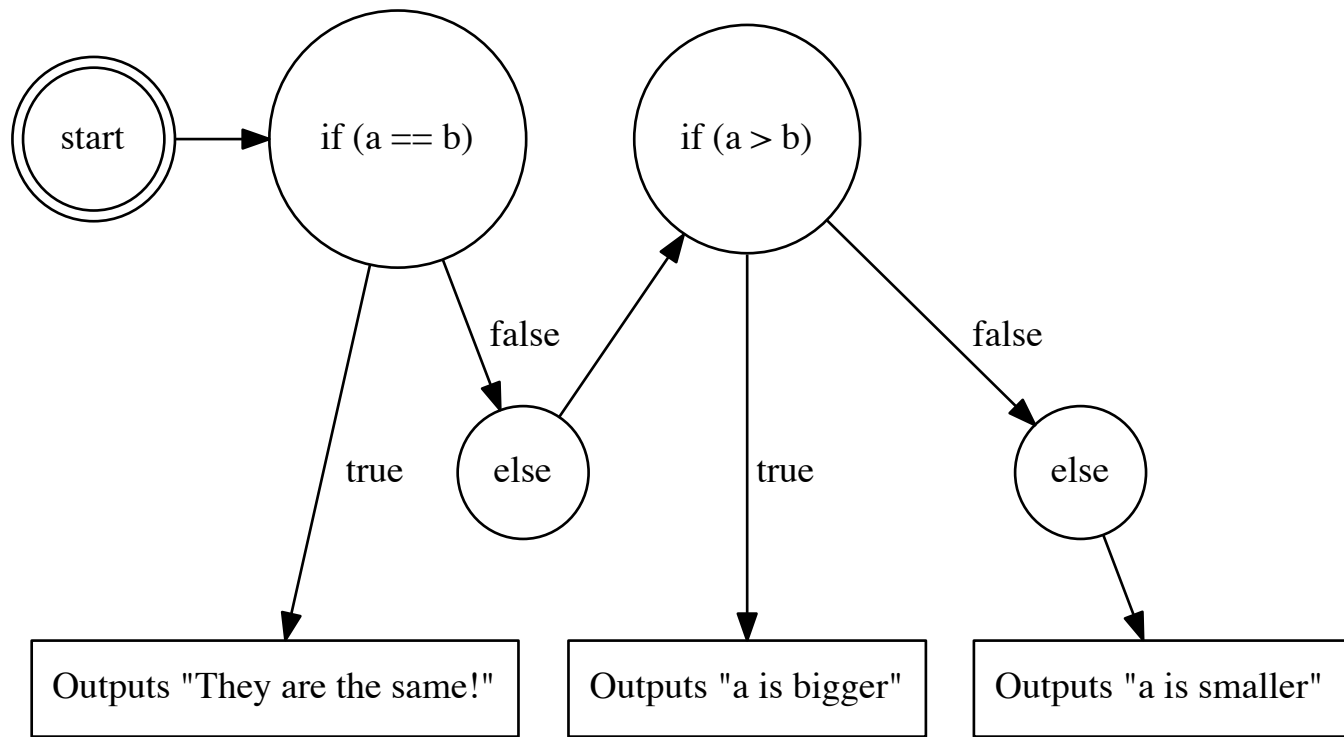 start
if (a == b)
if (a > b)
false
false
true
else
true
else
Outputs "They are the same!"
Outputs "a is bigger"
Outputs "a is smaller"